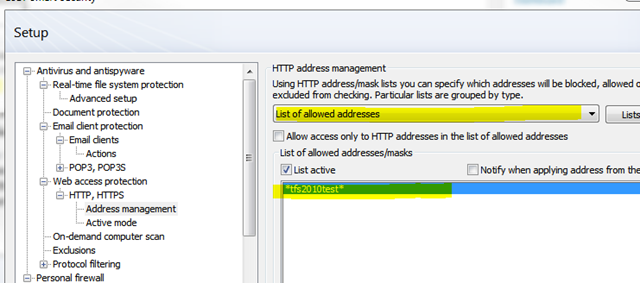 Setup
Antivirus and antispyware
Real-time file system protection
Advanced setup
Document protection
Email client protection
Email clients
Actions
POP3, POP3S
Web access protection
HTTP, HTTPS
Address management
Active mode
On-demand computer scan
Exclusions
Protocol filtering
Personal firewall
HTTP address management
Using HTTP address/mask lists you can specify which addresses will be blocked, allowed o
excluded from checking. Particular lists are grouped by type.
List of allowed addresses
Lists
Allow access only to HTTP addresses in the list of allowed addresses
List of allowed addresses/masks
List active
Notify when applying address from the
*tfs2010test*